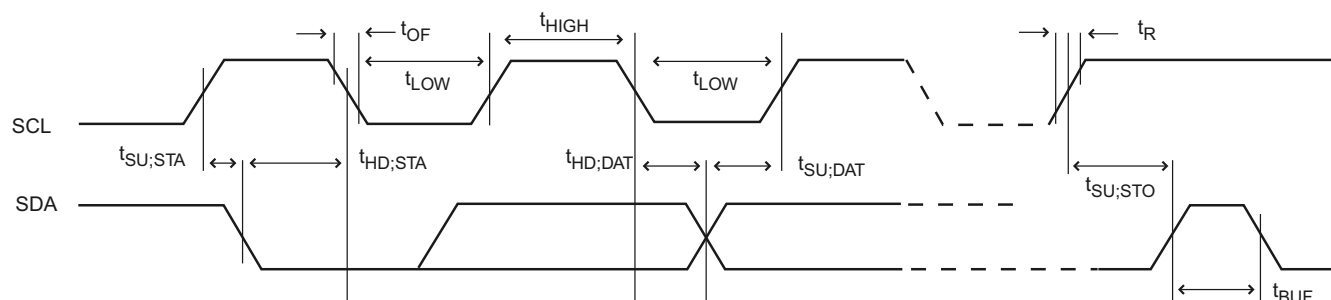 tOF
tHIGH
tR
tLOW
tLOW
SCL
tSU;STA
tHD;STA
tHD;DAT
tSU;DAT
tSU;STO
SDA
tBUF